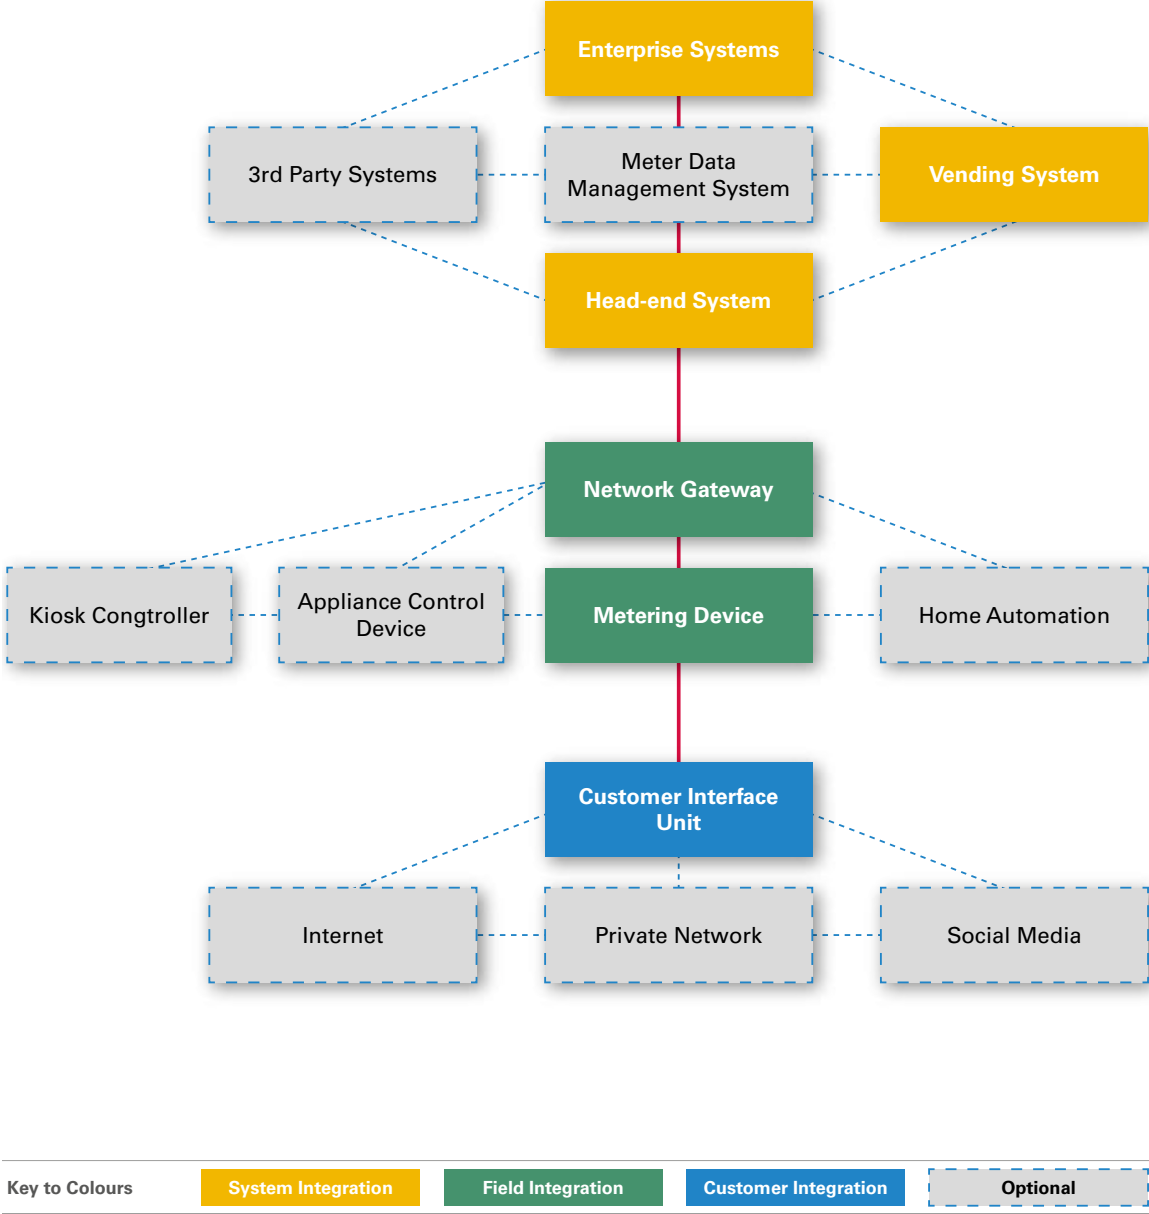 Enterprise Systems
3rd Party Systems
Meter Data
Management System
Vending System
Head-end System
Network Gateway
Kiosk Congtroller
Appliance Control
Device
Metering Device
Home Automation
Customer Interface
Unit
Internet
Private Network
Social Media
Key to Colours
System Integration
Field Integration
Customer Integration
Optional